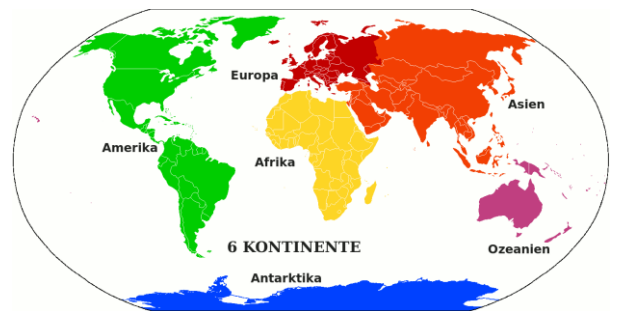 Europa
Asien
Amerika
Afrika
6 KONTINENTE
Ozeanien
Antarktika